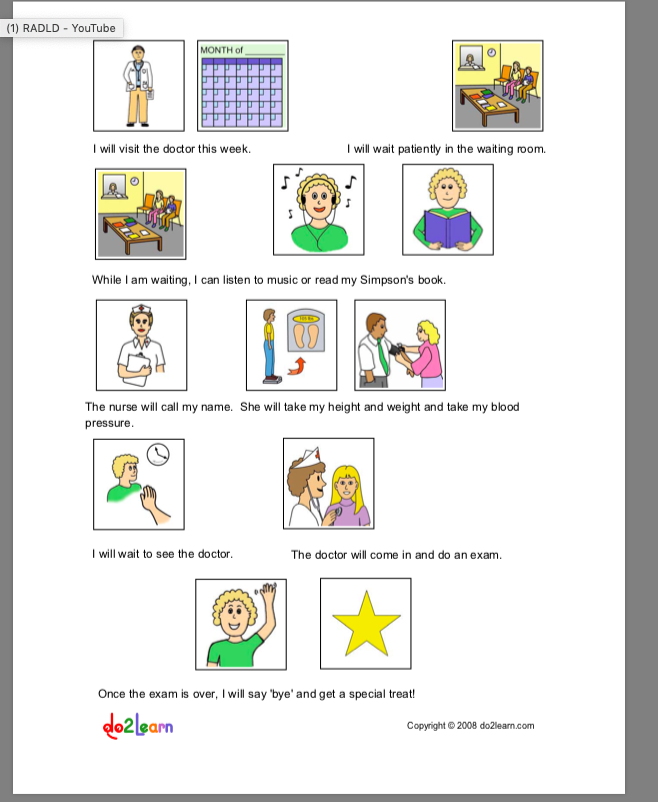 (1) RADLD - YouTube
MONTH of
I will visit the doctor this week.
I will wait patiently in the waiting room.
While I am waiting, I can listen to music or read my Simpson's book.
The nurse will call my name.  She will take my height and weight and take my blood
pressure.
I will wait to see the doctor.
The doctor will come in and do an exam.
Once the exam is over, I will say 'bye' and get a special treat!
do2learn
Copyright © 2008 do2learn.com